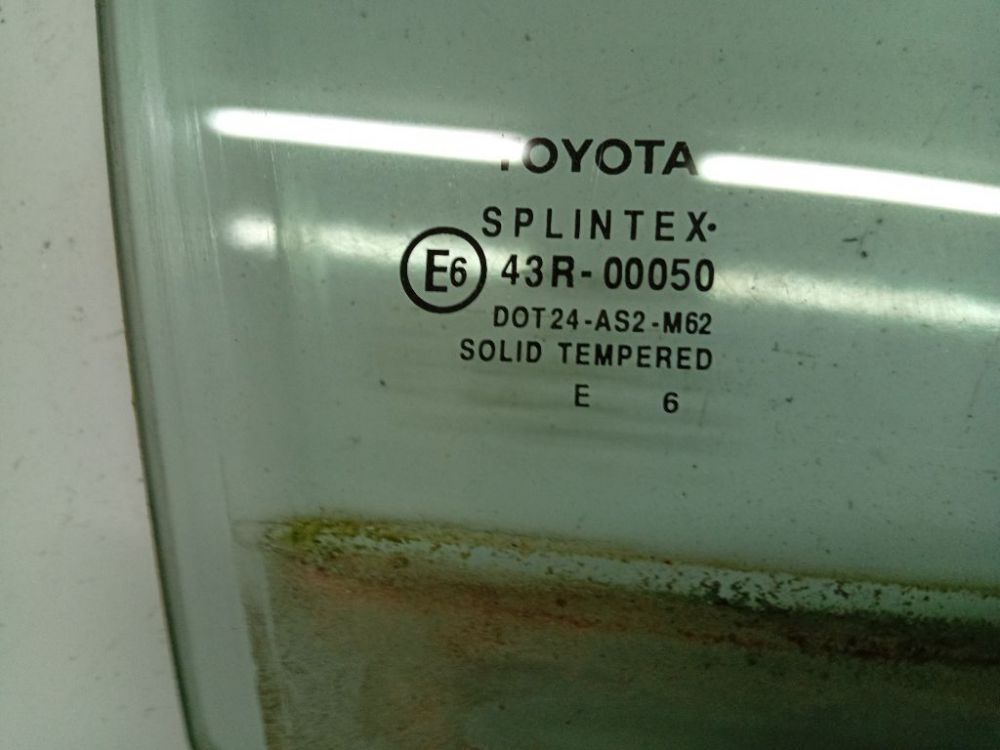 TOYOTA
SPLINTEX·
E6 43R-00050
DOT24-AS2-M62
SOLID TEMPERED
E 6